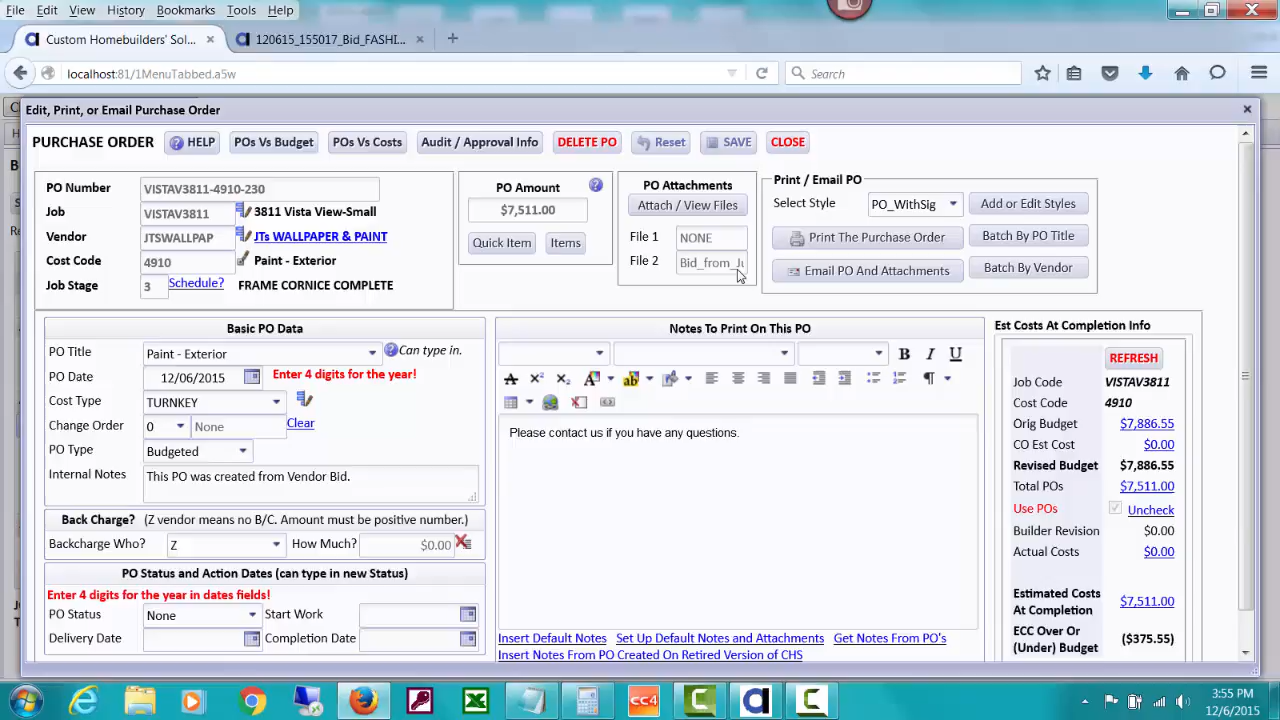 File Edit View History Bookmarks Tools Help
Custom Homebuilders' Sol... × 120615_155017_Bid_FASHI... × +
localhost:81/1MenuTabbed.a5w Search
Edit, Print, or Email Purchase Order ×
PURCHASE ORDER HELP POs Vs Budget POs Vs Costs Audit / Approval Info DELETE PO Reset SAVE CLOSE
PO Number VISTAV3811-4910-230
Job VISTAV3811 3811 Vista View-Small
Vendor JTSWALLPAP JTs WALLPAPER & PAINT
Cost Code 4910 Paint - Exterior
Job Stage 3 Schedule? FRAME CORNICE COMPLETE
PO Amount
$7,511.00
Quick Item Items
PO Attachments
Attach / View Files
File 1 NONE
File 2 Bid_from_Ju
Print / Email PO
Select Style PO_WithSig Add or Edit Styles
Print The Purchase Order Batch By PO Title
Email PO And Attachments Batch By Vendor
Basic PO Data
PO Title Paint - Exterior Can type in.
PO Date 12/06/2015 Enter 4 digits for the year!
Cost Type TURNKEY
Change Order 0 None Clear
PO Type Budgeted
Internal Notes This PO was created from Vendor Bid.
Back Charge? (Z vendor means no B/C. Amount must be positive number.)
Backcharge Who? Z How Much? $0.00
PO Status and Action Dates (can type in new Status)
Enter 4 digits for the year in dates fields!
PO Status None Start Work
Delivery Date Completion Date
Notes To Print On This PO
B I U
Please contact us if you have any questions.
Insert Default Notes Set Up Default Notes and Attachments Get Notes From PO's
Insert Notes From PO Created On Retired Version of CHS
Est Costs At Completion Info
REFRESH
Job Code VISTAV3811
Cost Code 4910
Orig Budget $7,886.55
CO Est Cost $0.00
Revised Budget $7,886.55
Total POs $7,511.00
Use POs Uncheck
Builder Revision $0.00
Actual Costs $0.00
Estimated Costs
At Completion $7,511.00
ECC Over Or
(Under) Budget ($375.55)
CC4
3:55 PM
12/6/2015